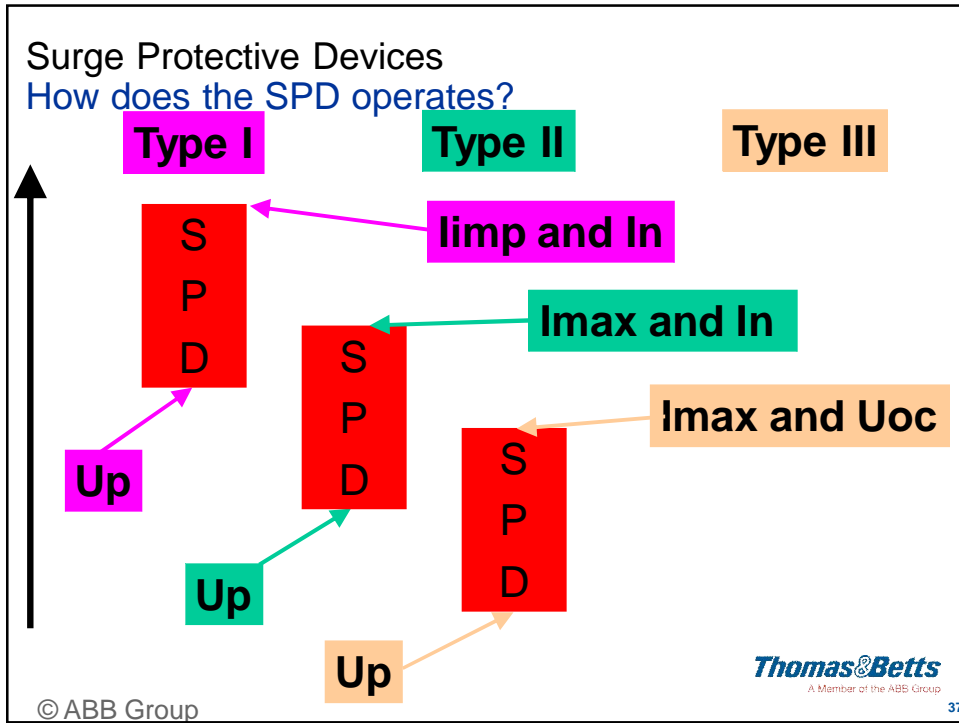 Surge Protective Devices
How does the SPD operates?
Type I
Type II
Type III
S
P
D
Iimp and In
Up
S
P
D
Imax and In
Up
S
P
D
Imax and Uoc
Up
Thomas&Betts
A Member of the ABB Group
© ABB Group
37